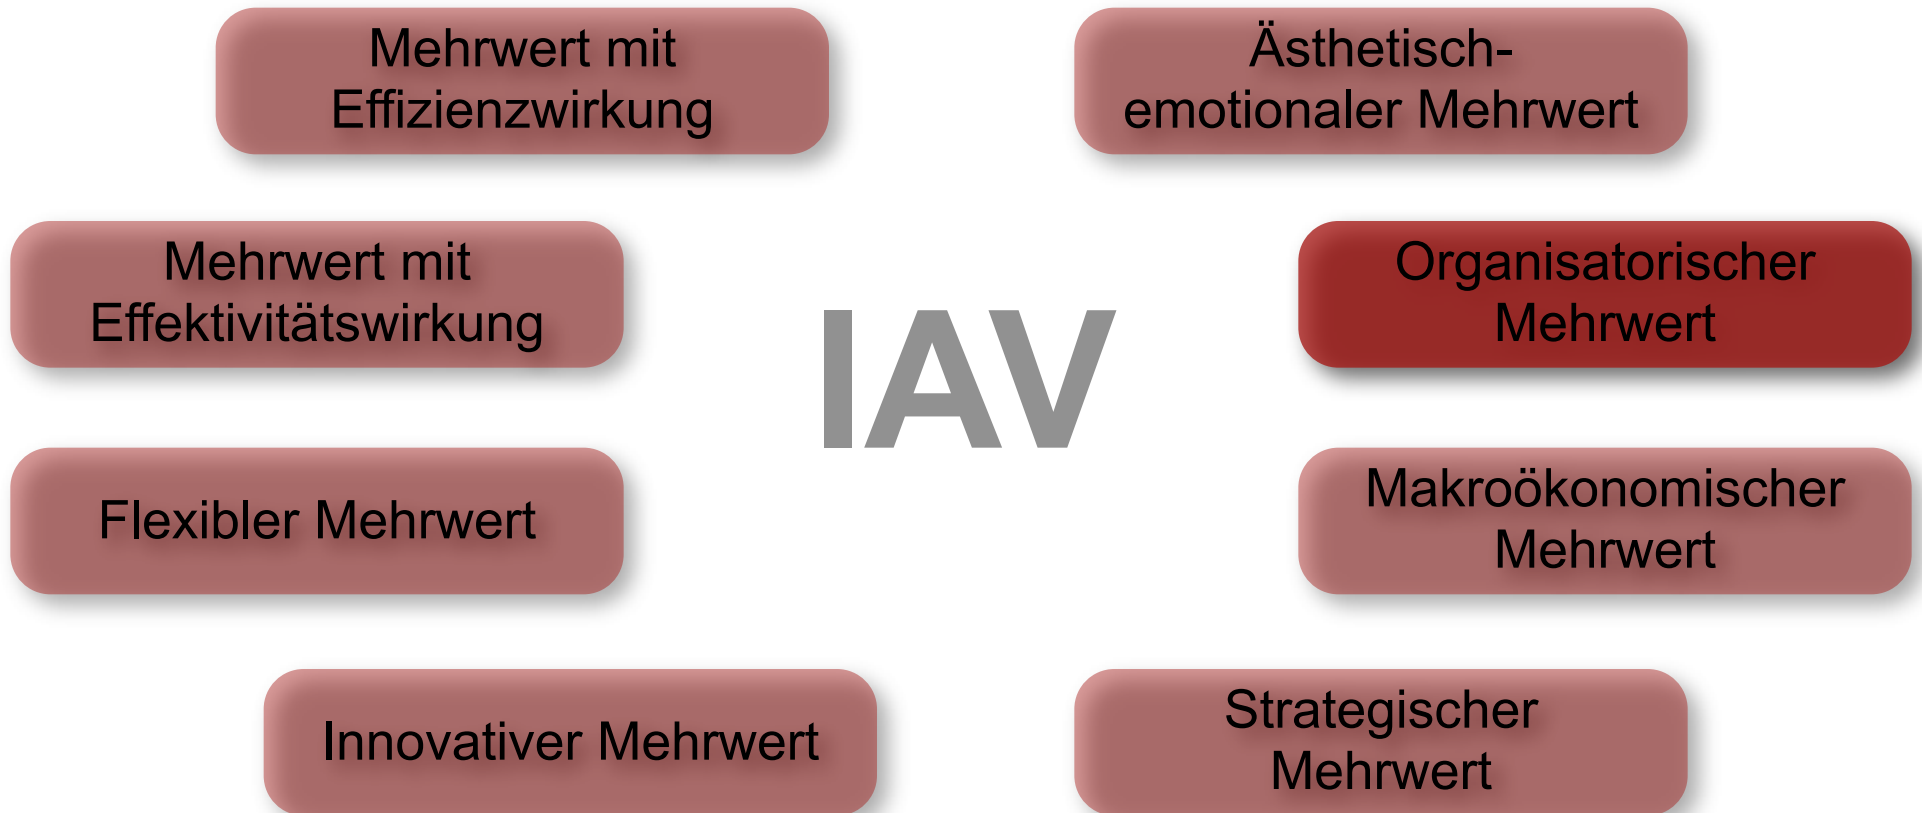 Mehrwert mit
Effizienzwirkung
Ästhetisch-
emotionaler Mehrwert
Mehrwert mit
Effektivitätswirkung
Organisatorischer
Mehrwert
IAV
Flexibler Mehrwert
Makroökonomischer
Mehrwert
Innovativer Mehrwert
Strategischer
Mehrwert